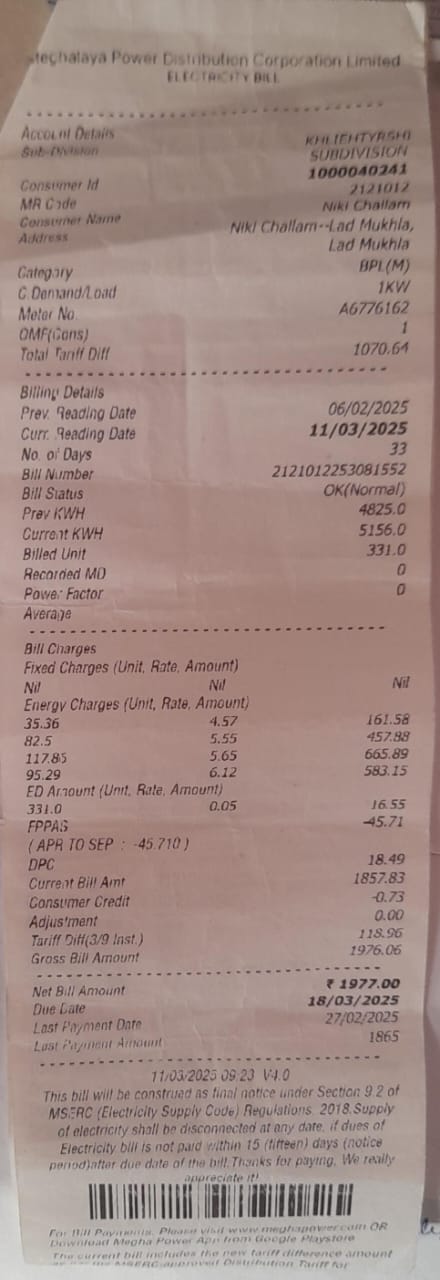 Meghalaya Power Distribution Corporation Limited
ELECTRICITY BILL
Account Details
Sub-Division KHLIEHTYRSHI
SUBDIVISION
Consumer Id 1000040241
MR Code 2121012
Consumer Name Niki Challam
Address Niki Challam--Lad Mukhla,
Lad Mukhla
Category BPL(M)
C.Demand/Load 1KW
Meter No. A6776162
OMF(Cons) 1
Total Tariff Diff 1070.64
Billing Details
Prev. Reading Date 06/02/2025
Curr. Reading Date 11/03/2025
No. of Days 33
Bill Number 2121012253081552
Bill Status OK(Normal)
Prev KWH 4825.0
Current KWH 5156.0
Billed Unit 331.0
Recorded MD 0
Power Factor 0
Average
Bill Charges
Fixed Charges (Unit, Rate, Amount)
Nil Nil Nil
Energy Charges (Unit, Rate, Amount)
35.36 4.57 161.58
82.5 5.55 457.88
117.85 5.65 665.89
95.29 6.12 583.15
ED Amount (Unit, Rate, Amount)
331.0 0.05 16.55
FPPAS -45.71
( APR TO SEP : -45.710 )
DPC 18.49
Current Bill Amt 1857.83
Consumer Credit -0.73
Adjustment 0.00
Tariff Diff(3/9 Inst.) 118.96
Gross Bill Amount 1976.06
Net Bill Amount ₹ 1977.00
Due Date 18/03/2025
Last Payment Date 27/02/2025
Last Payment Amount 1865
11/03/2025 09:23 V4.0
This bill will be construed as final notice under Section 9.2 of
MSERC (Electricity Supply Code) Regulations, 2018.Supply
of electricity shall be disconnected at any date, if dues of
Electricity bill is not paid within 15 (fifteen) days (notice
period)after due date of the bill.Thanks for paying, We really
appreciate it!
For Bill Payments, Please visit www.meghapower.com OR
Download Megha Power App from Google Playstore
The current bill includes the new tariff difference amount
as per the MSERC approved Distribution Tariff for